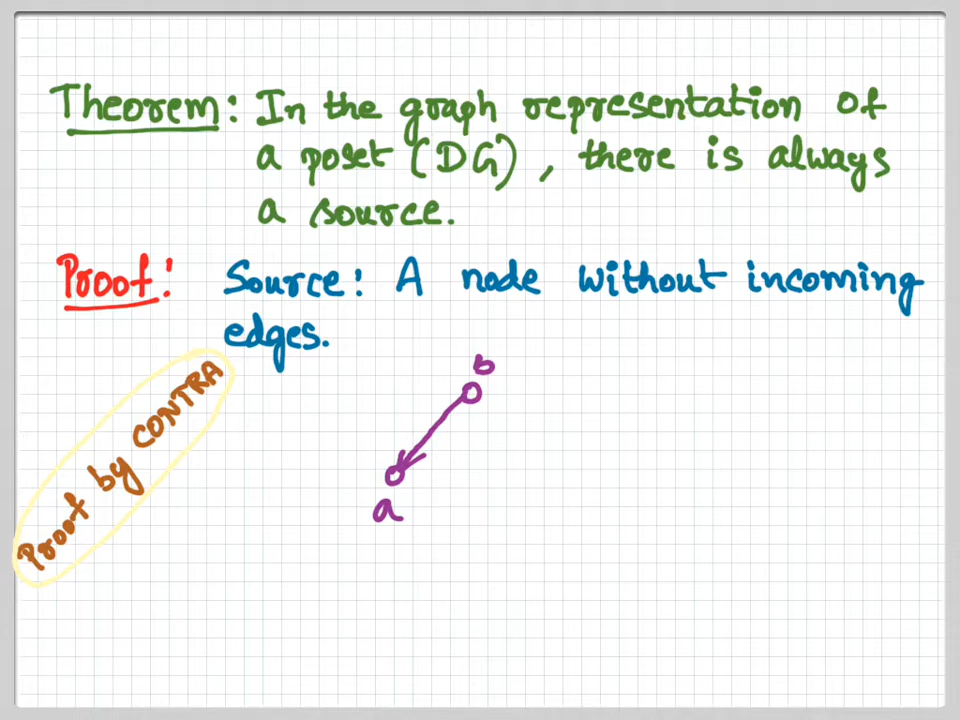 Theorem: In the graph representation of
a poset (DG), there is always
a source.
Proof: Source: A node without incoming
edges.
Proof by CONTRA
b
a